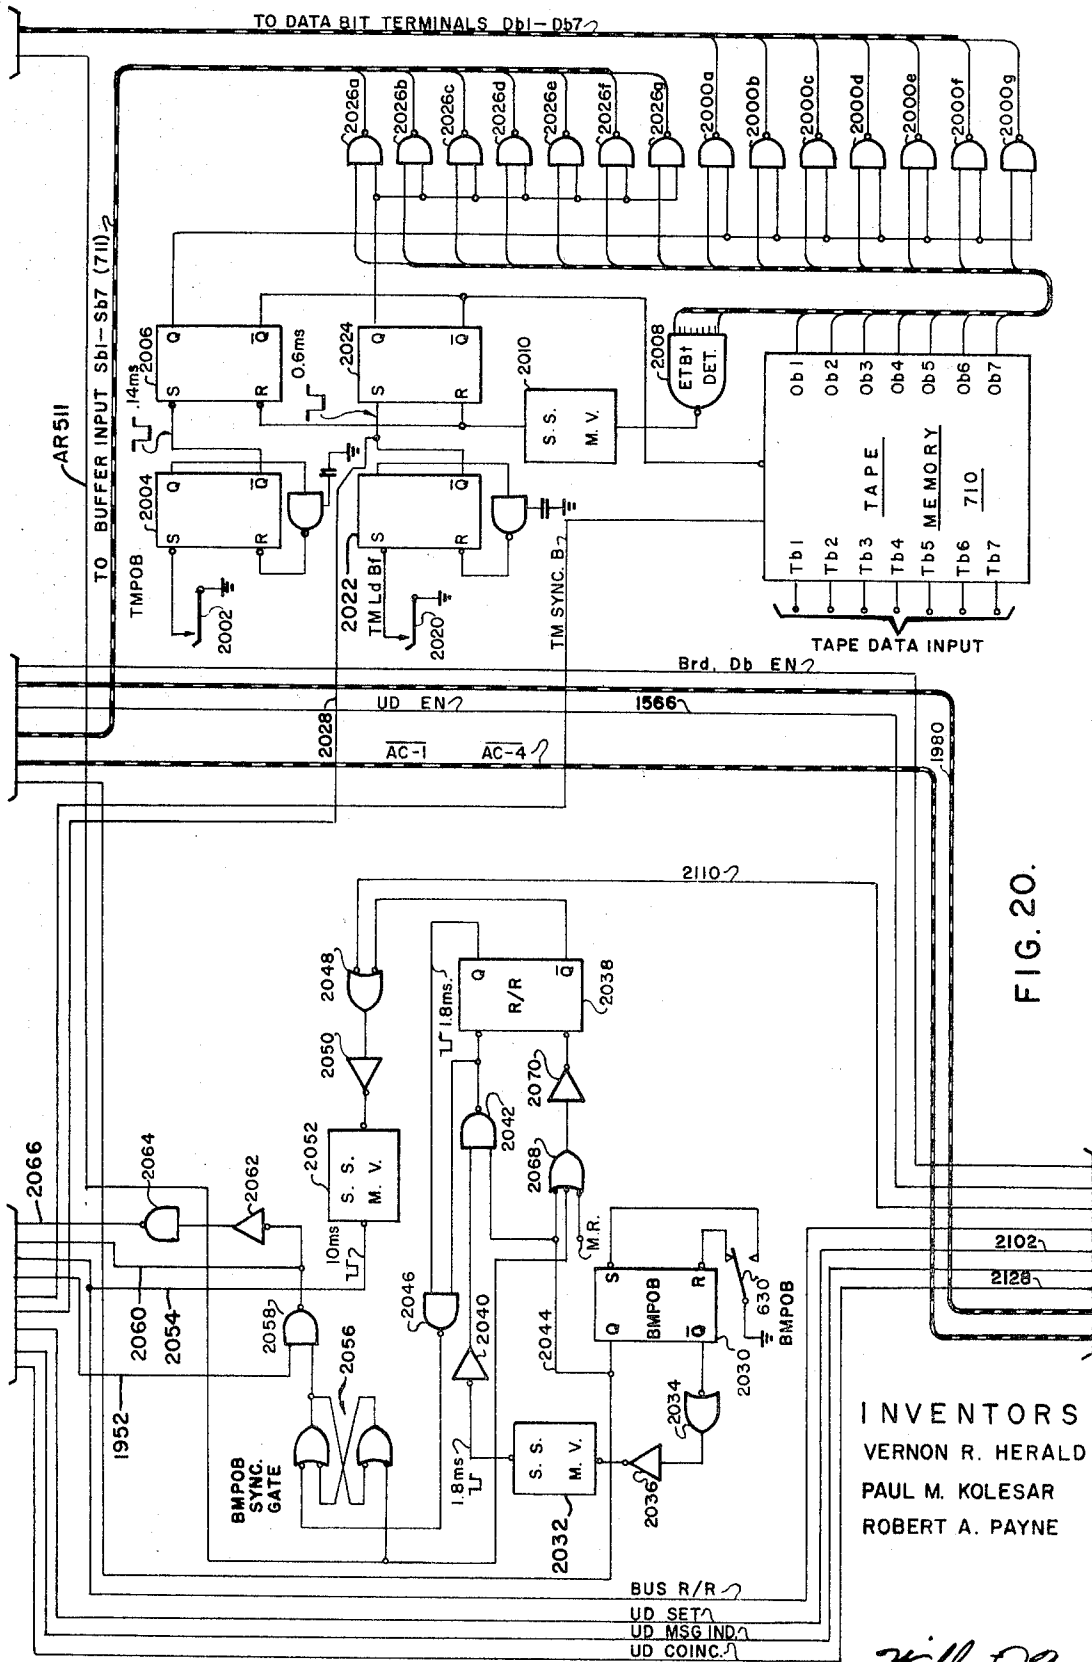 TO DATA BIT TERMINALS Db1–Db7
TO BUFFER INPUT Sb1–Sb7 (711)
AR511
2026a
2026b
2026c
2026d
2026e
2026f
2026g
2000a
2000b
2000c
2000d
2000e
2000f
2000g
TMPOB
2002
2004
S
Q
R
Q̅
.14ms
2006
S
Q
R
Q̅
TM Ld Bf
2020
2022
S
R
Q̅
0.6ms
2024
S
Q
R
Q̅
2010
S. S.
M. V.
2008
ETB†
DET.
TAPE
MEMORY
710
Ob1
Ob2
Ob3
Ob4
Ob5
Ob6
Ob7
Tb1
Tb2
Tb3
Tb4
Tb5
Tb6
Tb7
TAPE DATA INPUT
TM SYNC. B
2028
Brd, Db EN
UD EN
1566
A̅C̅-̅1̅ A̅C̅-̅4̅
1980
2110
2066
2064
2062
2060
2054
2058
1952
2056
BMPOB
SYNC.
GATE
2048
2050
2052
S. S.
M. V.
10ms
1.8ms.
Q
R/R
Q̅
2038
2042
2046
2040
2068
2070
M.R.
2044
S
Q
BMPOB
R
Q̅
2030
630
BMPOB
2034
2036
S. S.
M. V.
2032
1.8ms
2102
2128
BUS R/R
UD SET
UD MSG IND.
UD COINC.
FIG. 20.
INVENTORS
VERNON R. HERALD
PAUL M. KOLESAR
ROBERT A. PAYNE